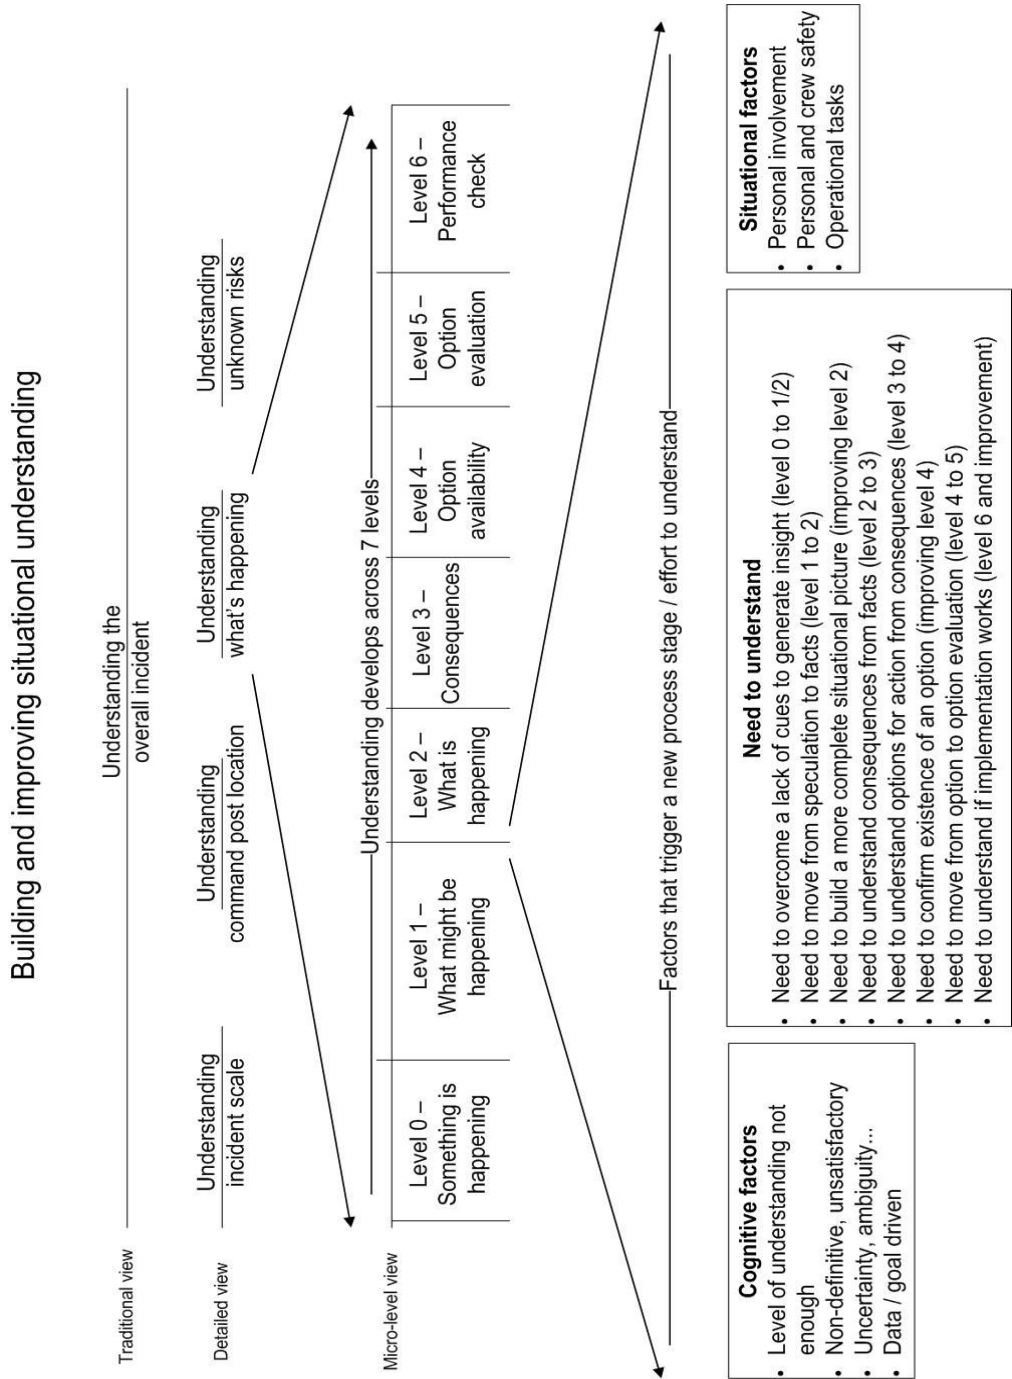 Building and improving situational understanding
Traditional view
Understanding the
overall incident
Detailed view
Understanding
incident scale
Understanding
command post location
Understanding
what's happening
Understanding
unknown risks
Understanding develops across 7 levels
Micro-level view
Level 0 –
Something is
happening
Level 1 –
What might be
happening
Level 2 –
What is
happening
Level 3 –
Consequences
Level 4 –
Option
availability
Level 5 –
Option
evaluation
Level 6 –
Performance
check
Factors that trigger a new process stage / effort to understand
Cognitive factors
• Level of understanding not
enough
• Non-definitive, unsatisfactory
• Uncertainty, ambiguity...
• Data / goal driven
Need to understand
• Need to overcome a lack of cues to generate insight (level 0 to 1/2)
• Need to move from speculation to facts (level 1 to 2)
• Need to build a more complete situational picture (improving level 2)
• Need to understand consequences from facts (level 2 to 3)
• Need to understand options for action from consequences (level 3 to 4)
• Need to confirm existence of an option (improving level 4)
• Need to move from option to option evaluation (level 4 to 5)
• Need to understand if implementation works (level 6 and improvement)
Situational factors
• Personal involvement
• Personal and crew safety
• Operational tasks